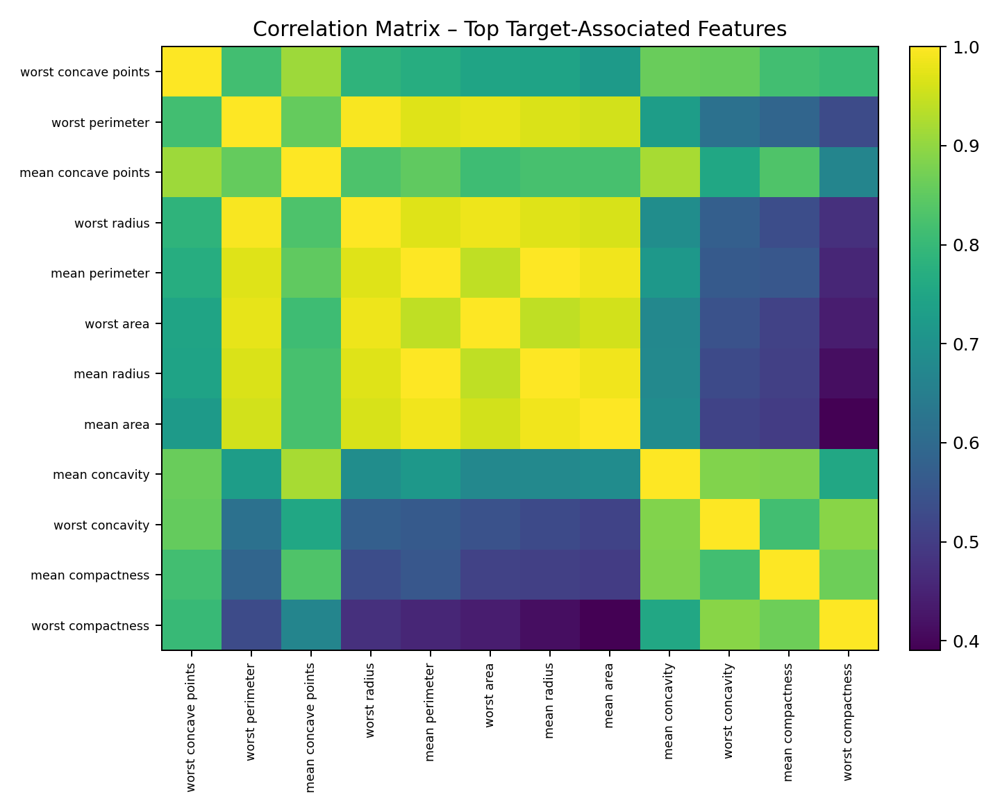 Correlation Matrix – Top Target-Associated Features
worst concave points
worst perimeter
mean concave points
worst radius
mean perimeter
worst area
mean radius
mean area
mean concavity
worst concavity
mean compactness
worst compactness
worst concave points
worst perimeter
mean concave points
worst radius
mean perimeter
worst area
mean radius
mean area
mean concavity
worst concavity
mean compactness
worst compactness
1.0
0.9
0.8
0.7
0.6
0.5
0.4